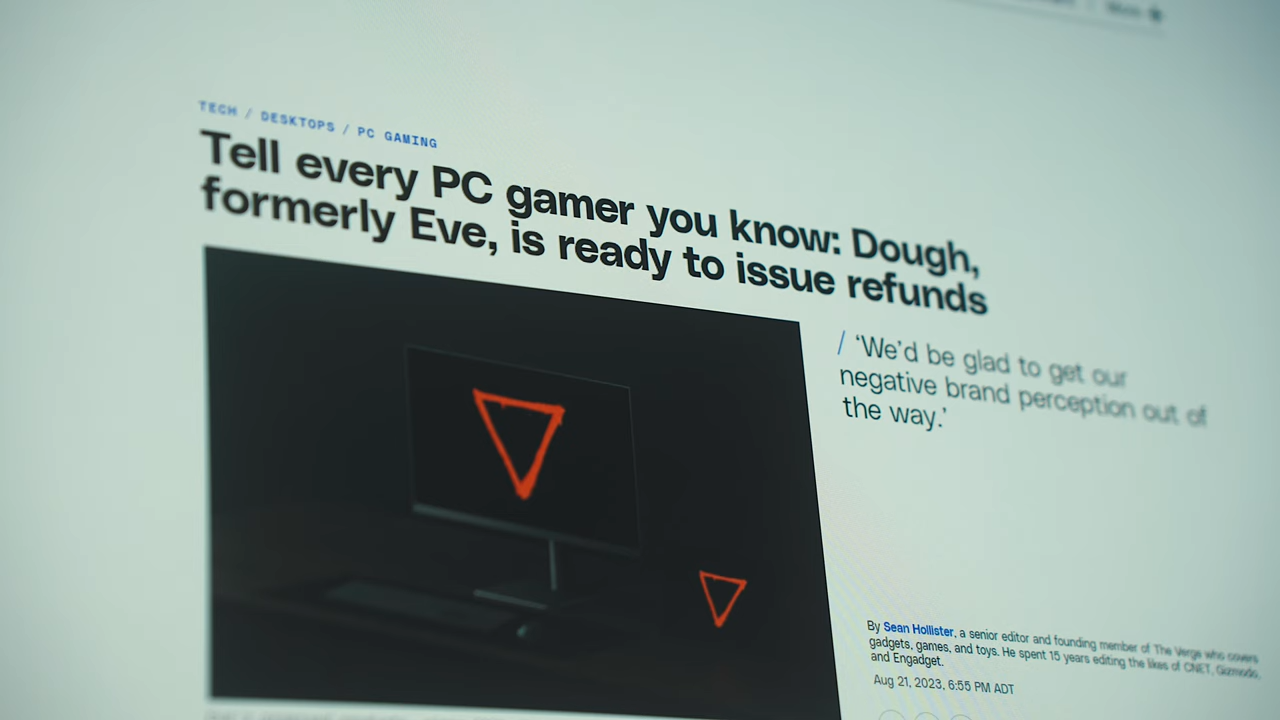 TECH / DESKTOPS / PC GAMING
Tell every PC gamer you know: Dough,
formerly Eve, is ready to issue refunds
/ ‘We’d be glad to get our
negative brand perception out of
the way.’
By Sean Hollister, a senior editor and founding member of The Verge who covers
gadgets, games, and toys. He spent 15 years editing the likes of CNET, Gizmodo,
and Engadget.
Aug 21, 2023, 6:55 PM ADT